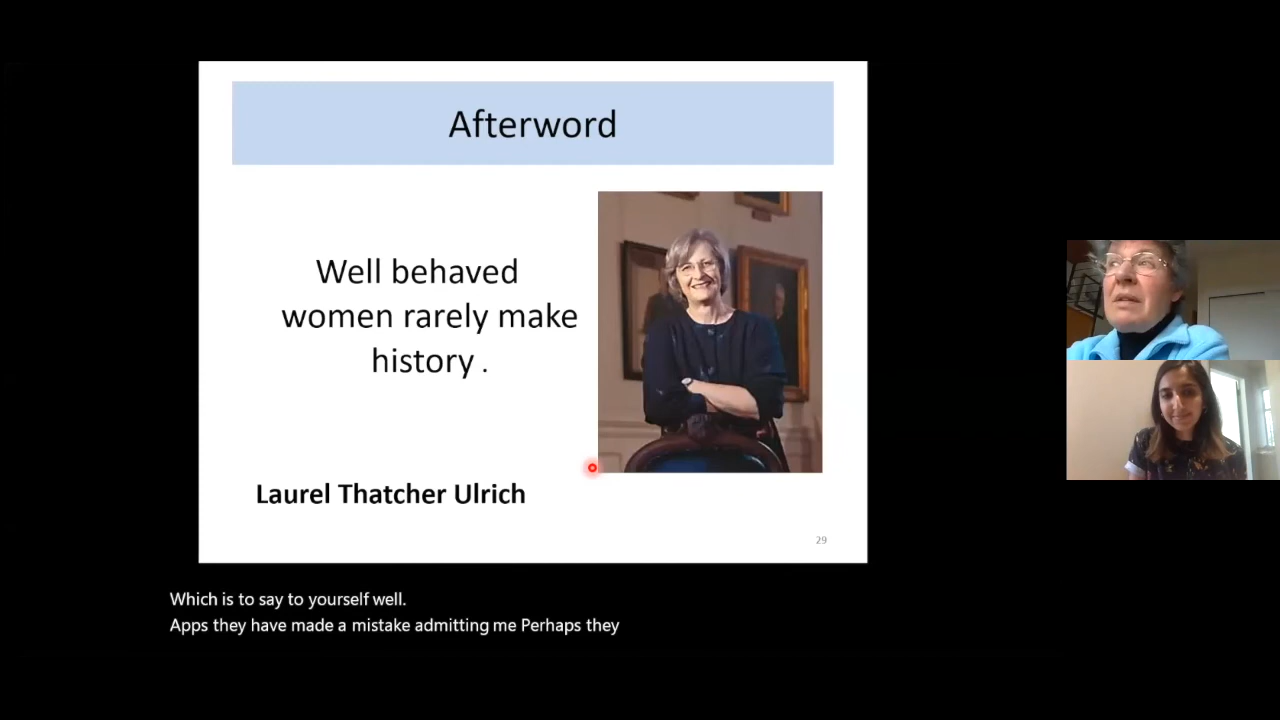 Afterword
Well behaved
women rarely make
history .
Laurel Thatcher Ulrich
29
Which is to say to yourself well.
Apps they have made a mistake admitting me Perhaps they